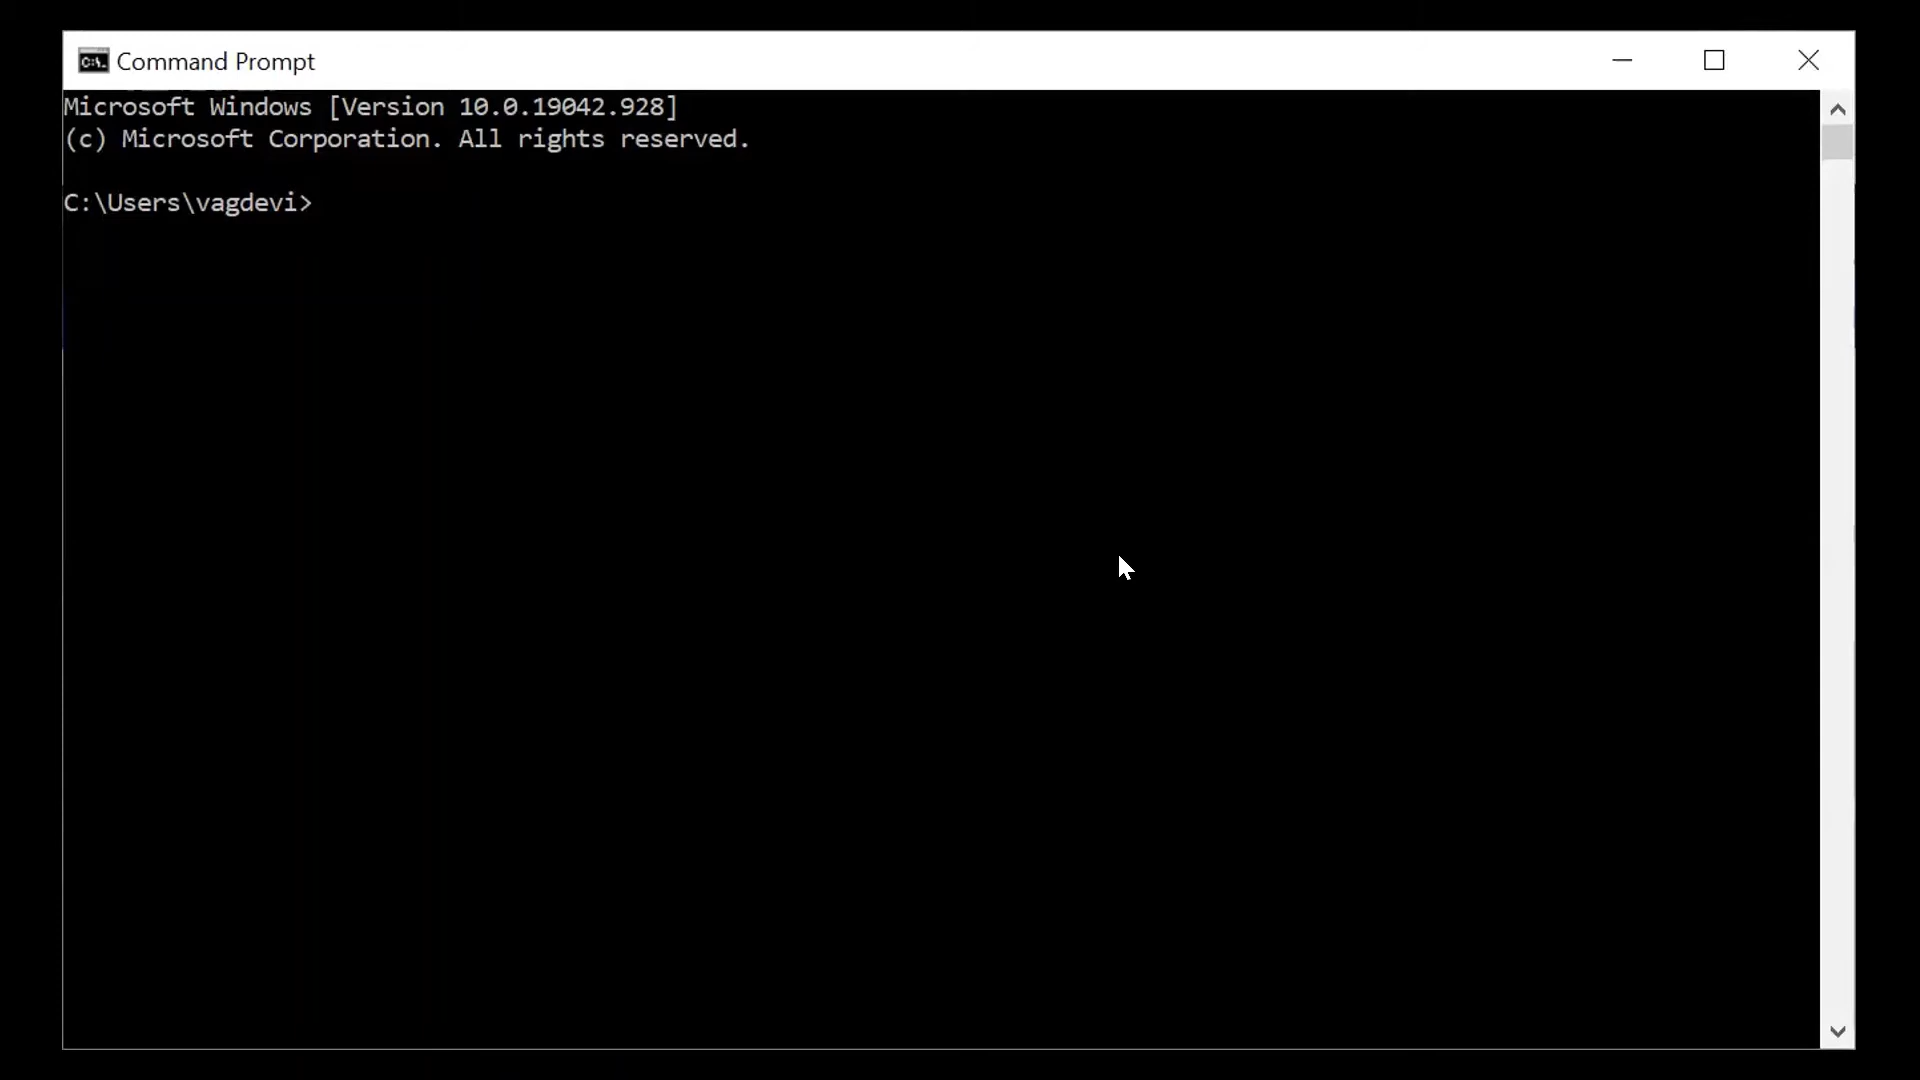 Command Prompt
Microsoft Windows [Version 10.0.19042.928]
(c) Microsoft Corporation. All rights reserved.
C:\Users\vagdevi>